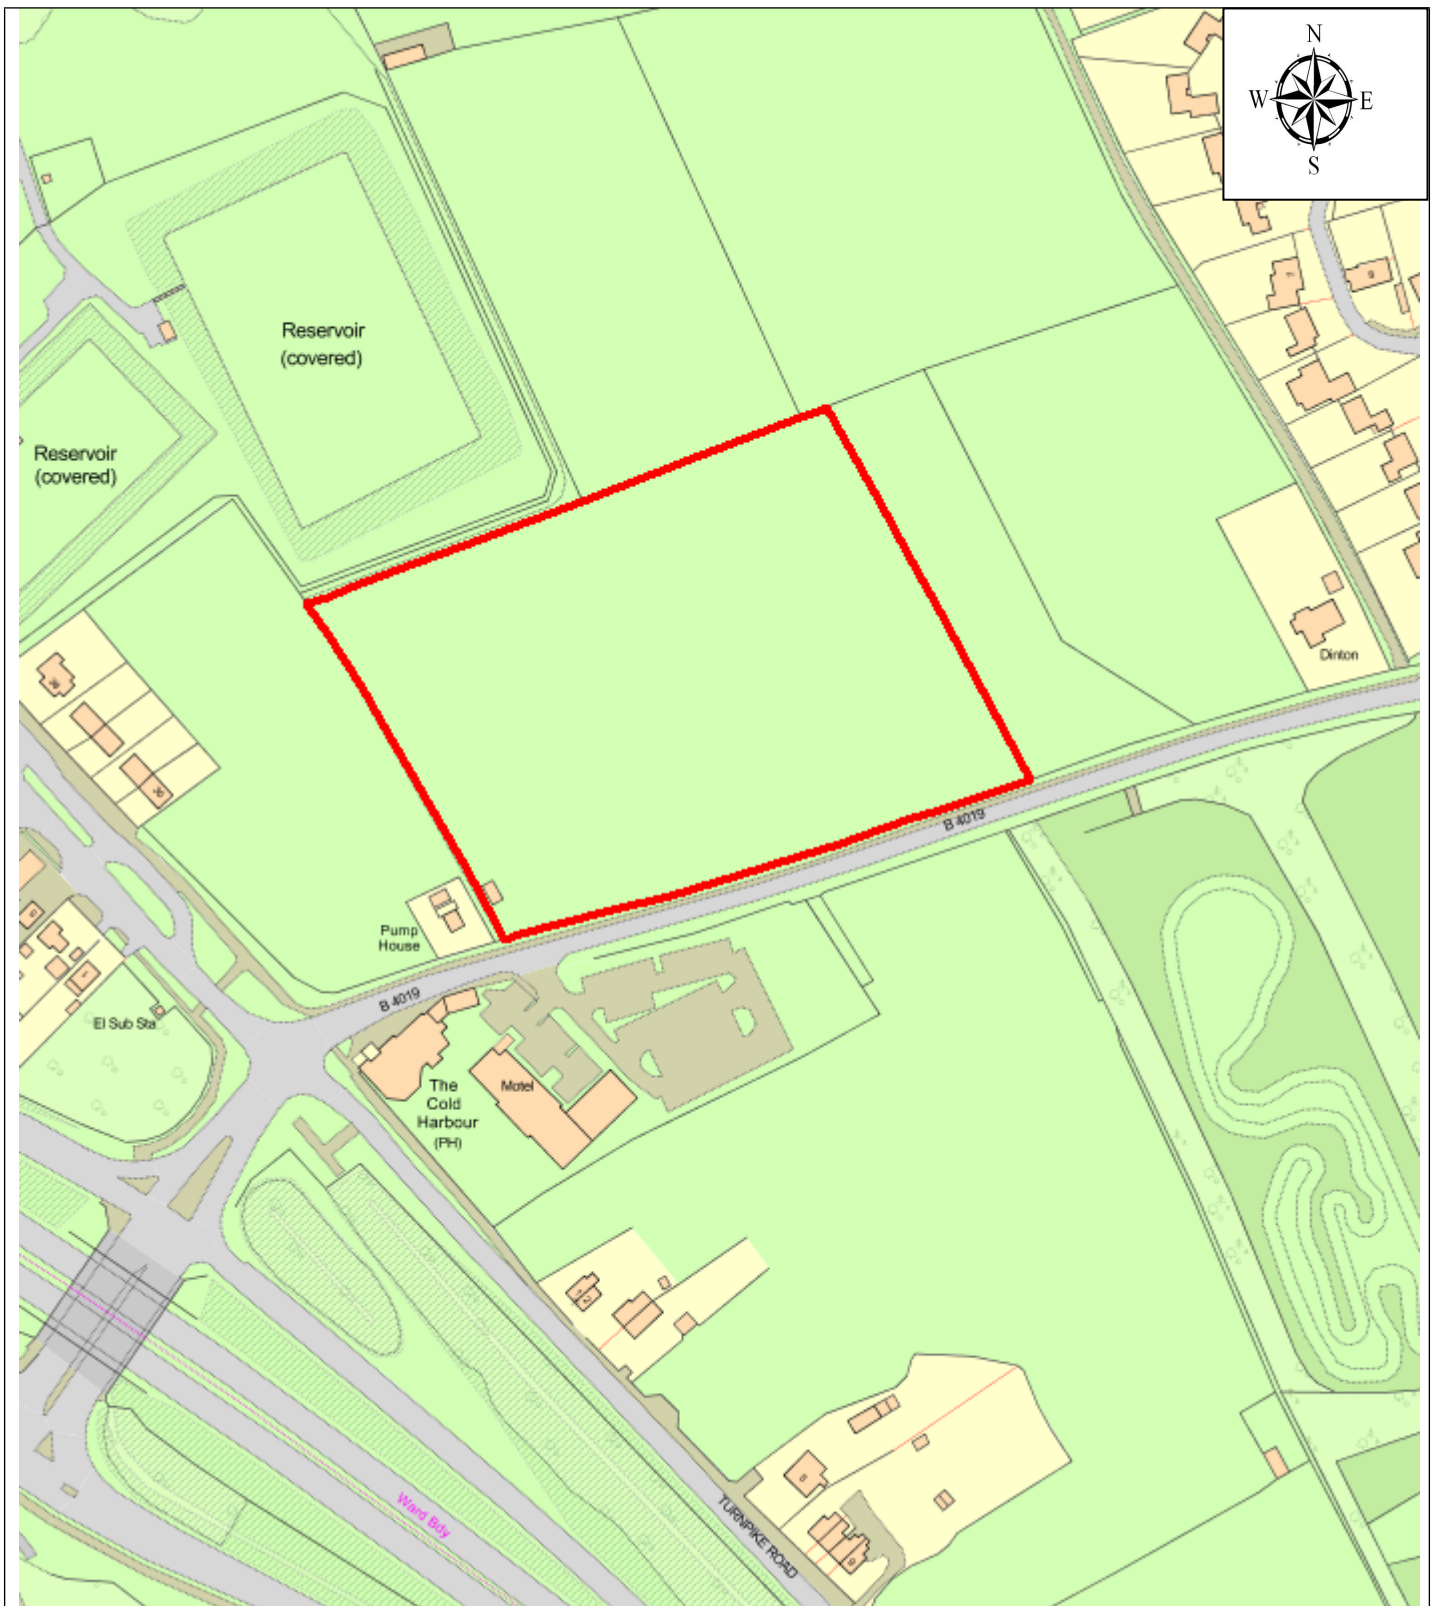 N
W E
S
Reservoir
(covered)
Reservoir
(covered)
Dinton
B 4019
Pump
House
B 4019
El Sub Sta
The
Cold
Harbour
(PH)
Motel
Ward Bdy
TURNPIKE ROAD